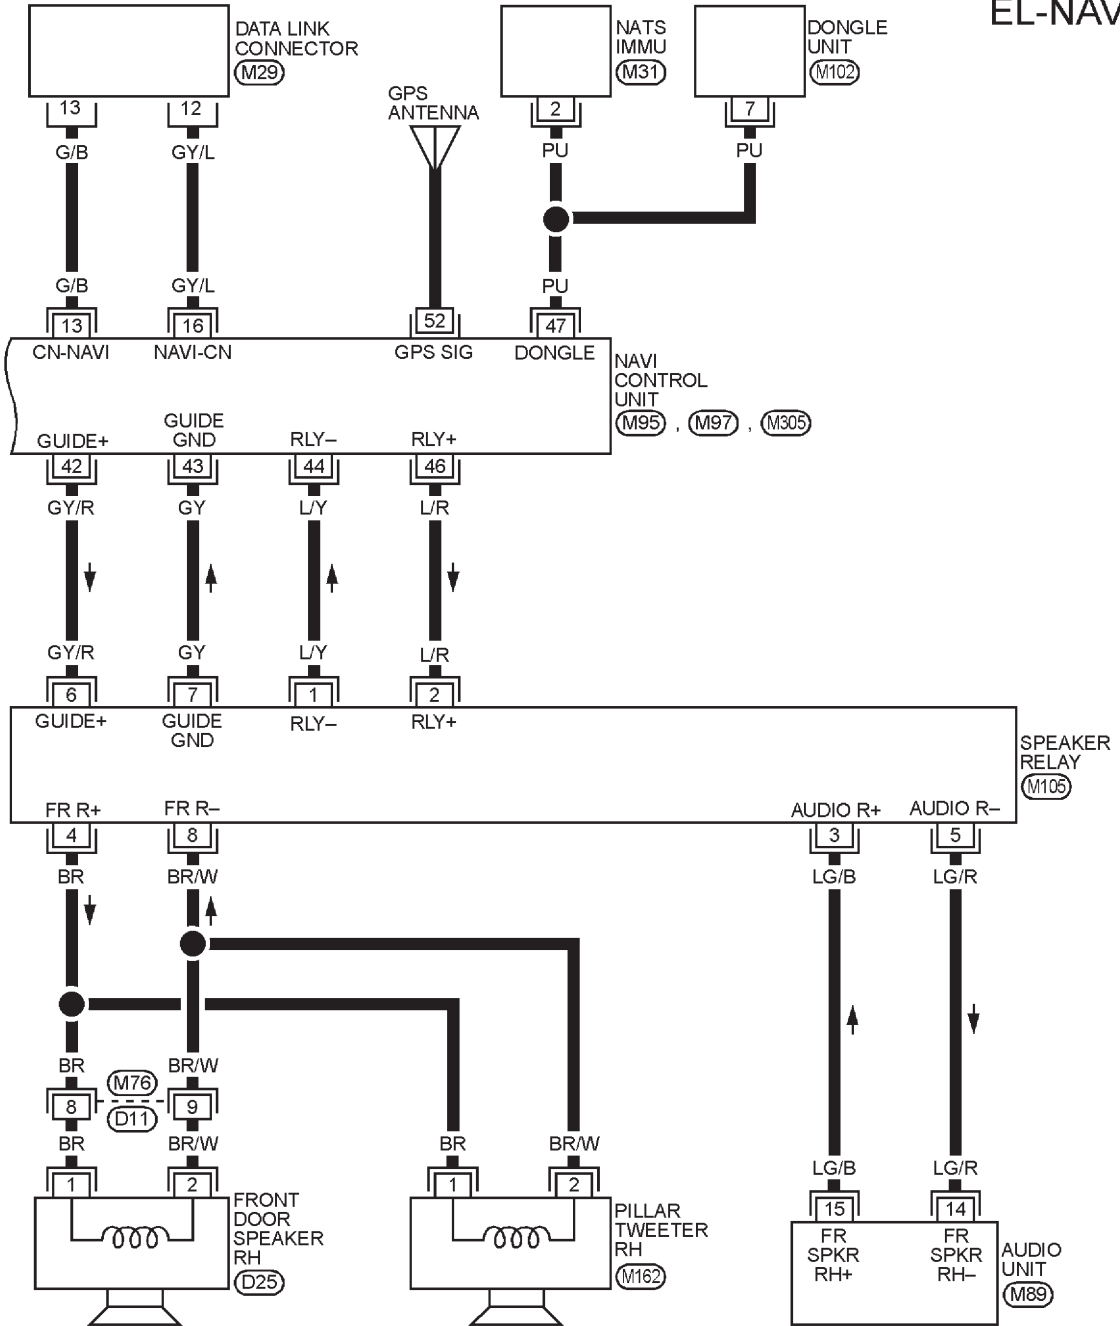 EL-NAV
DATA LINK
CONNECTOR
M29
NATS
IMMU
M31
DONGLE
UNIT
M102
GPS
ANTENNA
13
12
2
7
G/B
GY/L
PU
PU
G/B
GY/L
PU
13
16
52
47
CN-NAVI
NAVI-CN
GPS SIG
DONGLE
NAVI
CONTROL
UNIT
M95 , M97 , M305
GUIDE+
GUIDE
GND
RLY–
RLY+
42
43
44
46
GY/R
GY
L/Y
L/R
GY/R
GY
L/Y
L/R
6
7
1
2
GUIDE+
GUIDE
GND
RLY–
RLY+
SPEAKER
RELAY
M105
FR R+
FR R–
AUDIO R+
AUDIO R–
4
8
3
5
BR
BR/W
LG/B
LG/R
BR
BR/W
M76
8
9
D11
BR
BR/W
BR
BR/W
LG/B
LG/R
1
2
1
2
15
14
FRONT
DOOR
SPEAKER
RH
D25
PILLAR
TWEETER
RH
M162
FR
SPKR
RH+
FR
SPKR
RH–
AUDIO
UNIT
M89